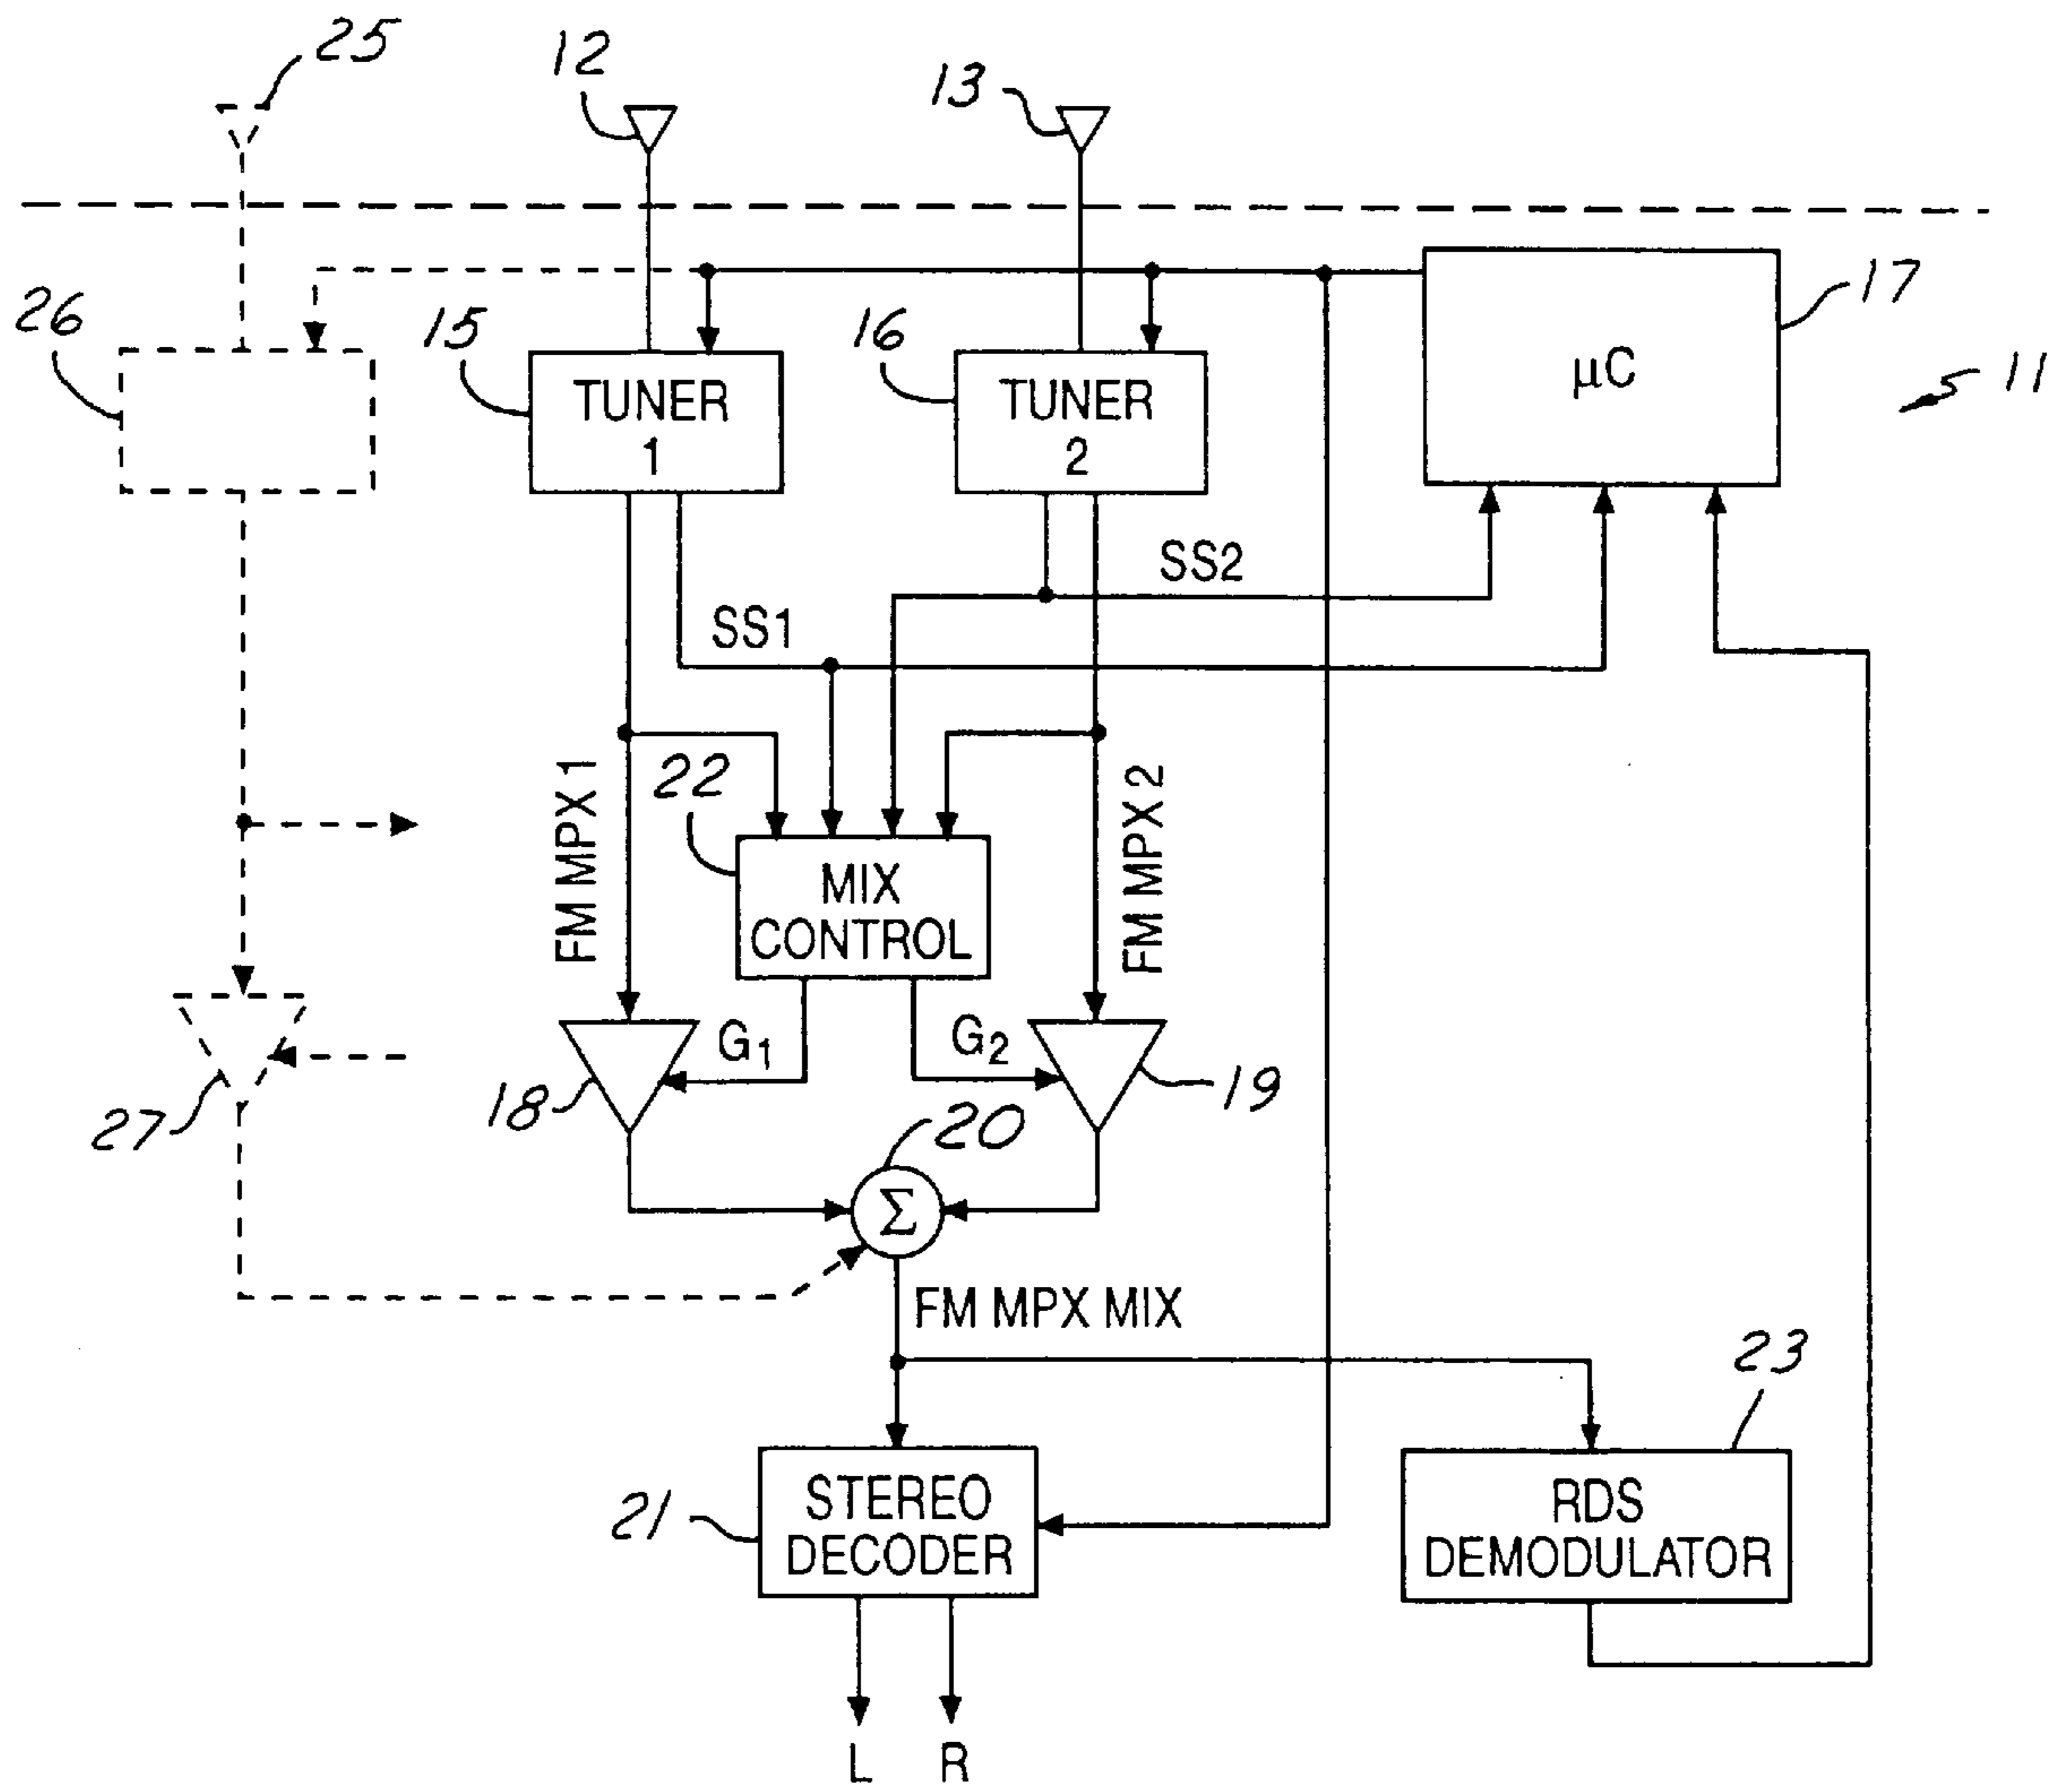 25
12
13
26
15
TUNER
1
16
TUNER
2
µC
17
11
SS2
SS1
FM MPX 1
22
MIX
CONTROL
FM MPX 2
G1
G2
18
19
27
20
Σ
FM MPX MIX
23
21
STEREO
DECODER
RDS
DEMODULATOR
L
R